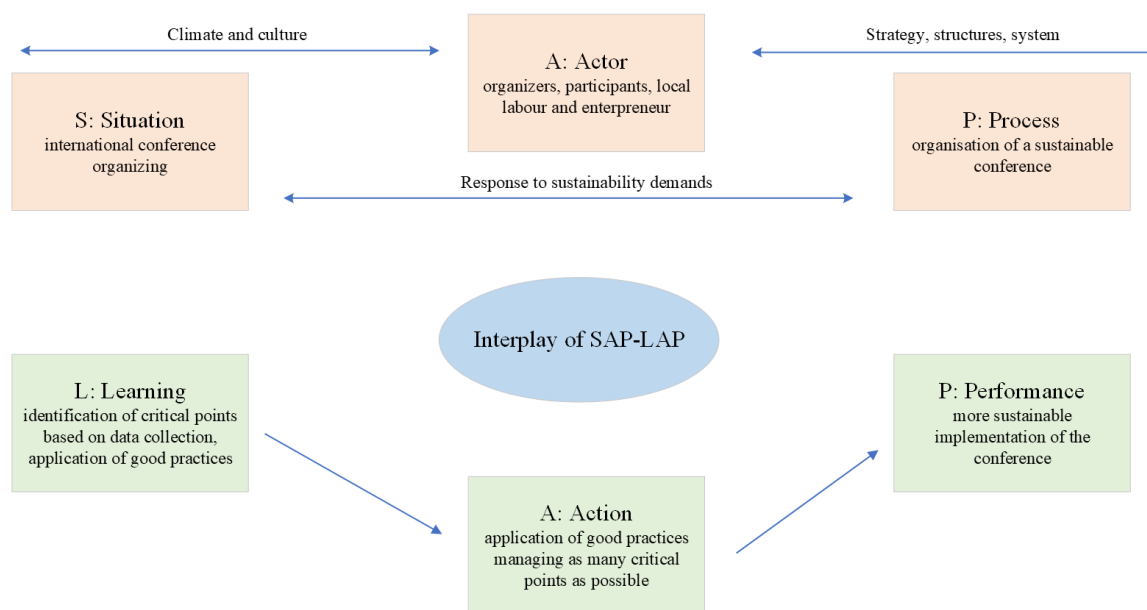 Climate and culture
Strategy, structures, system
A: Actor
organizers, participants, local
labour and enterpreneur
S: Situation
international conference
organizing
P: Process
organisation of a sustainable
conference
Response to sustainability demands
Interplay of SAP-LAP
L: Learning
identification of critical points
based on data collection,
application of good practices
P: Performance
more sustainable
implementation of the
conference
A: Action
application of good practices
managing as many critical
points as possible